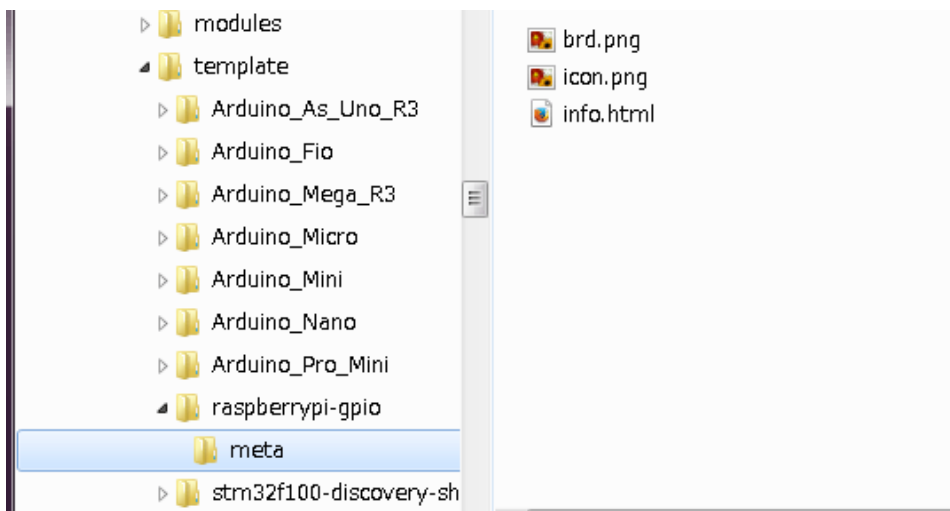 modules
template
Arduino_As_Uno_R3
Arduino_Fio
Arduino_Mega_R3
Arduino_Micro
Arduino_Mini
Arduino_Nano
Arduino_Pro_Mini
raspberrypi-gpio
meta
stm32f100-discovery-sh
brd.png
icon.png
info.html